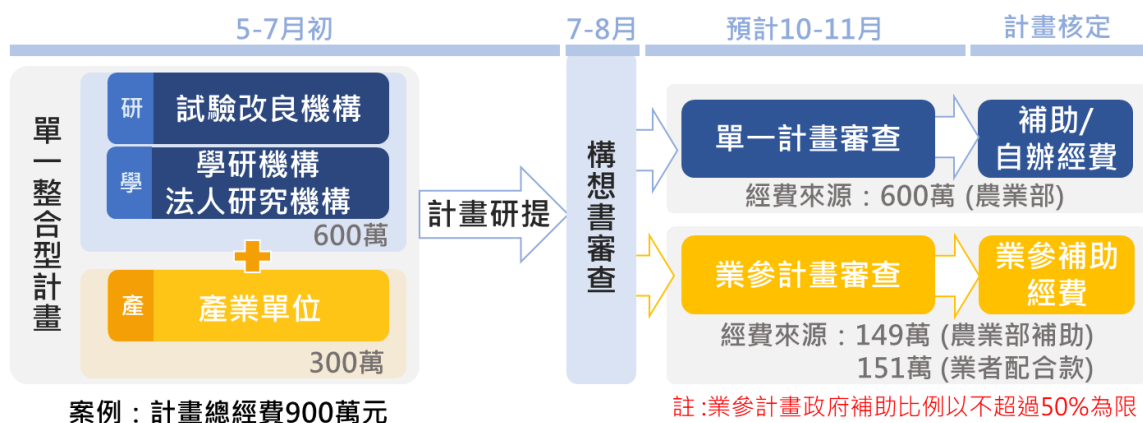 5-7月初
7-8月
預計10-11月
計畫核定
單一整合型計畫
研
試驗改良機構
學
學研機構
法人研究機構
600萬
產
產業單位
300萬
案例：計畫總經費900萬元
計畫研提
構想書審查
單一計畫審查
補助/
自辦經費
經費來源：600萬 (農業部)
業參計畫審查
業參補助
經費
經費來源：149萬 (農業部補助)
151萬 (業者配合款)
註:業參計畫政府補助比例以不超過50%為限